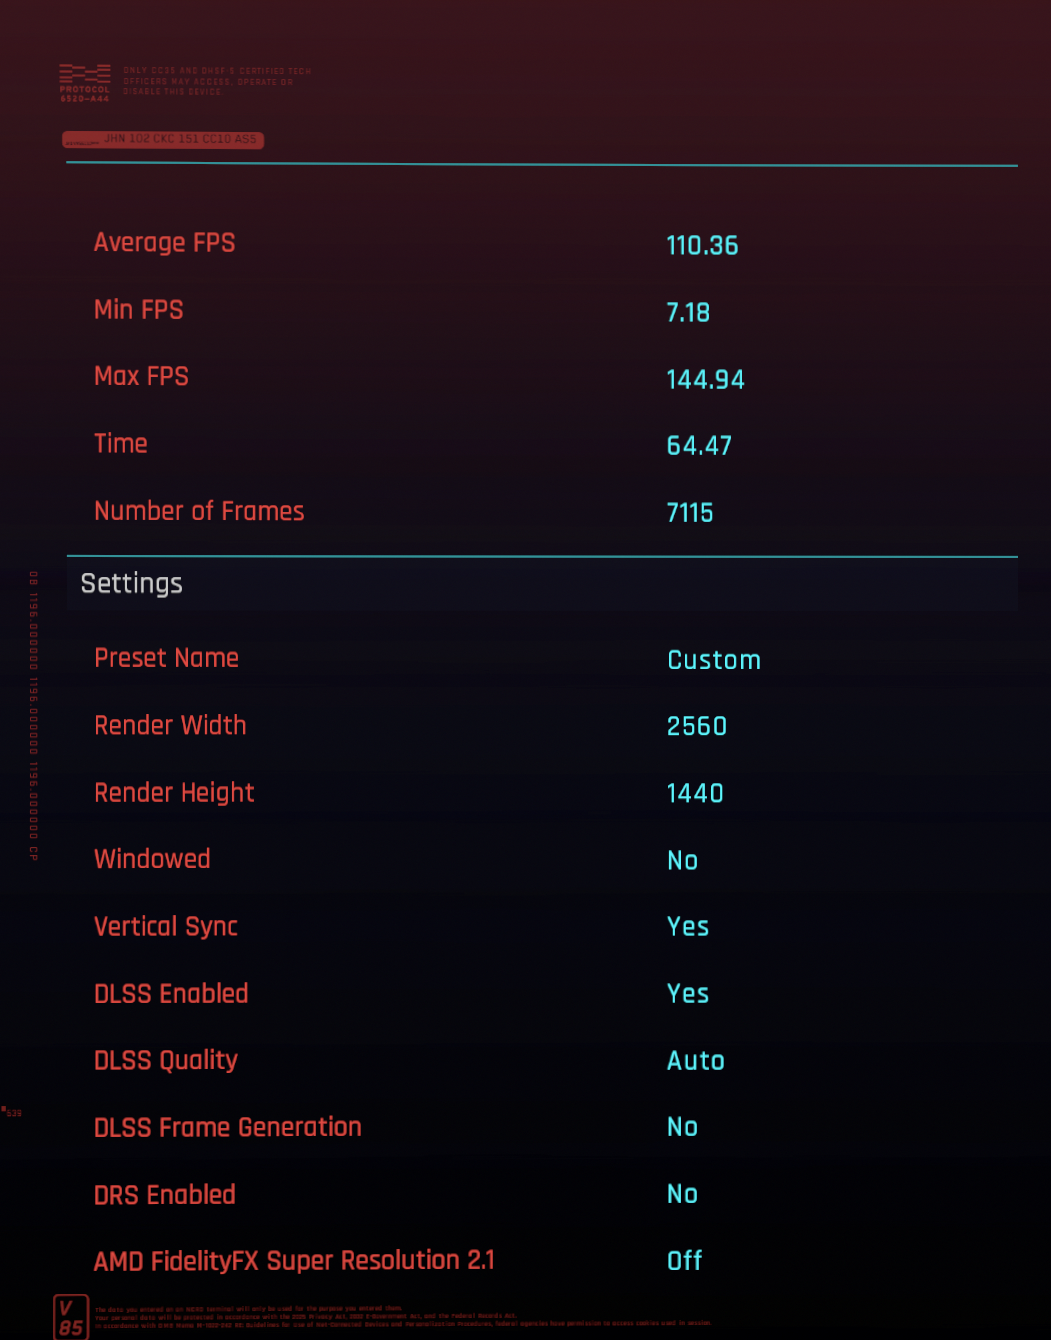 PROTOCOL
6520-A44
ONLY CC35 AND DHSF'S CERTIFIED TECH
OFFICERS MAY ACCESS, OPERATE OR
DISABLE THIS DEVICE
JHN 102 CKC 151 CC10 AS5
Average FPS 110.36
Min FPS 7.18
Max FPS 144.94
Time 64.47
Number of Frames 7115
Settings
Preset Name Custom
Render Width 2560
Render Height 1440
Windowed No
Vertical Sync Yes
DLSS Enabled Yes
DLSS Quality Auto
DLSS Frame Generation No
DRS Enabled No
AMD FidelityFX Super Resolution 2.1 Off
V
85